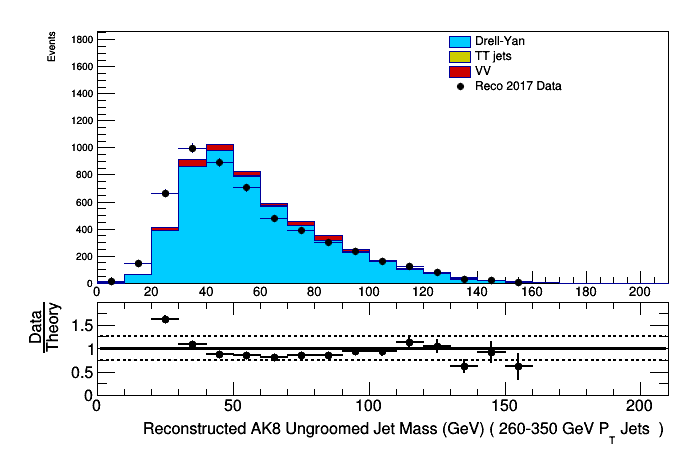 Events
1800
1600
1400
1200
1000
800
600
400
200
0
Drell-Yan
TT jets
VV
Reco 2017 Data
0 20 40 60 80 100 120 140 160 180 200
Data
Theory
1.5
1
0.5
0
0 50 100 150 200
Reconstructed AK8 Ungroomed Jet Mass (GeV) ( 260-350 GeV P_T Jets )